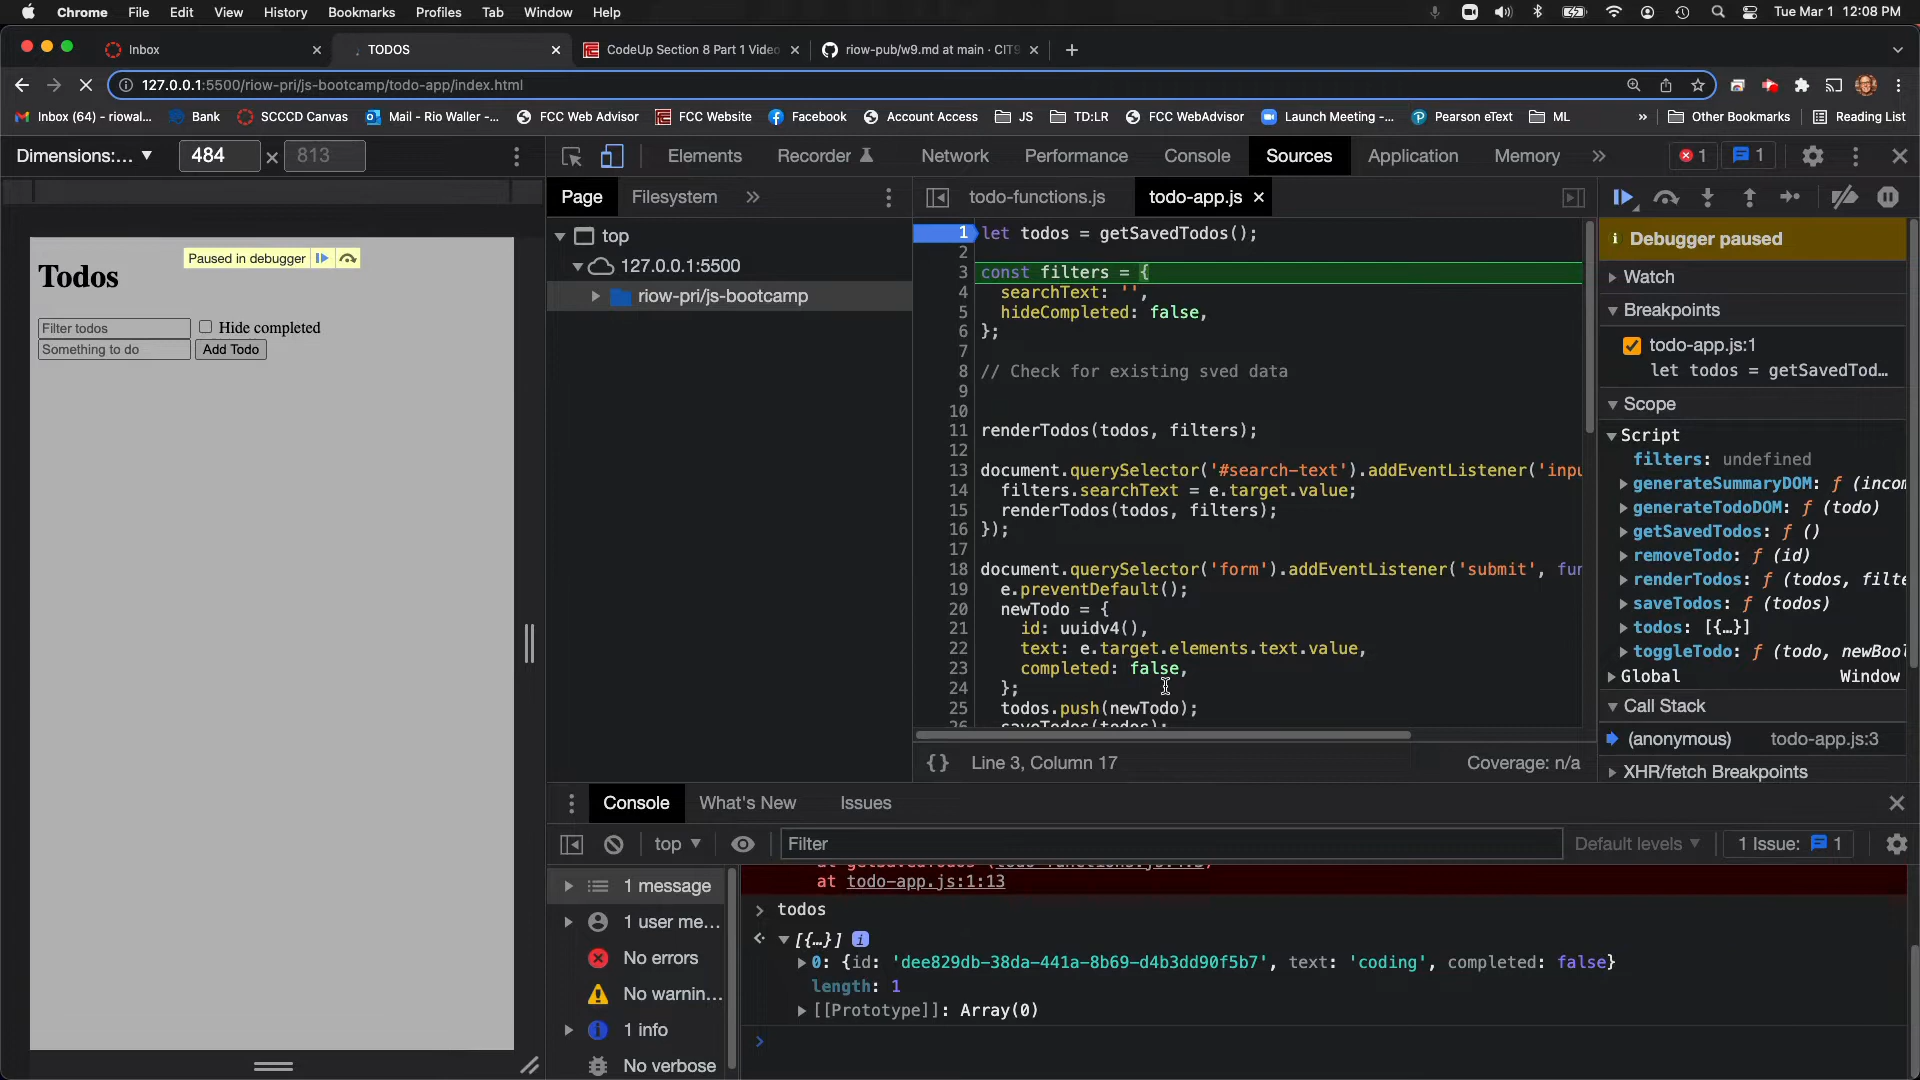 Chrome File Edit View History Bookmarks Profiles Tab Window Help Tue Mar 1 12:08 PM
Inbox TODOS CodeUp Section 8 Part 1 Video riow-pub/w9.md at main · CIT9
127.0.0.1:5500/riow-pri/js-bootcamp/todo-app/index.html
Inbox (64) - riowal... Bank SCCCD Canvas Mail - Rio Waller -... FCC Web Advisor FCC Website Facebook Account Access JS TD:LR FCC WebAdvisor Launch Meeting -... Pearson eText ML » Other Bookmarks Reading List
Dimensions:... 484 × 813
Elements Recorder Network Performance Console Sources Application Memory » 1 1
Page Filesystem » todo-functions.js todo-app.js
Paused in debugger
Todos
Filter todos Hide completed
Something to do Add Todo
top
127.0.0.1:5500
riow-pri/js-bootcamp
1 let todos = getSavedTodos();
2
3 const filters = {
4 searchText: '',
5 hideCompleted: false,
6 };
7
8 // Check for existing sved data
9
10
11 renderTodos(todos, filters);
12
13 document.querySelector('#search-text').addEventListener('inpu
14 filters.searchText = e.target.value;
15 renderTodos(todos, filters);
16 });
17
18 document.querySelector('form').addEventListener('submit', fun
19 e.preventDefault();
20 newTodo = {
21 id: uuidv4(),
22 text: e.target.elements.text.value,
23 completed: false,
24 };
25 todos.push(newTodo);
26 saveTodos(todos);
{} Line 3, Column 17 Coverage: n/a
Debugger paused
Watch
Breakpoints
todo-app.js:1
let todos = getSavedTod…
Scope
Script
filters: undefined
generateSummaryDOM: ƒ (incom
generateTodoDOM: ƒ (todo)
getSavedTodos: ƒ ()
removeTodo: ƒ (id)
renderTodos: ƒ (todos, filte
saveTodos: ƒ (todos)
todos: [{…}]
toggleTodo: ƒ (todo, newBool
Global Window
Call Stack
(anonymous) todo-app.js:3
XHR/fetch Breakpoints
Console What's New Issues
top Filter Default levels 1 Issue: 1
1 message
1 user me...
No errors
No warnin...
1 info
No verbose
at getSavedTodos (todo-functions.js:4:5)
at todo-app.js:1:13
todos
[{…}]
0: {id: 'dee829db-38da-441a-8b69-d4b3dd90f5b7', text: 'coding', completed: false}
length: 1
[[Prototype]]: Array(0)